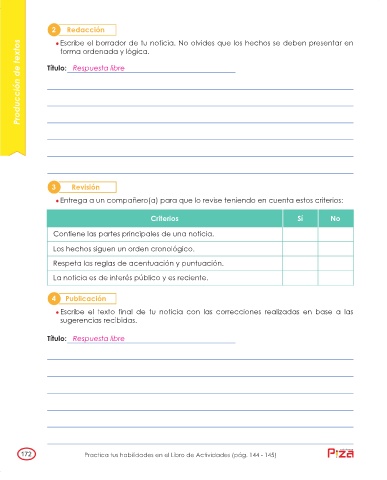 Producción de textos
2 Redacción
Escribe el borrador de tu noticia. No olvides que los hechos se deben presentar en
forma ordenada y lógica.
Título: Respuesta libre
3 Revisión
Entrega a un compañero(a) para que lo revise teniendo en cuenta estos criterios:
Criterios Sí No
Contiene las partes principales de una noticia.
Los hechos siguen un orden cronológico.
Respeta las reglas de acentuación y puntuación.
La noticia es de interés público y es reciente.
4 Publicación
Escribe el texto final de tu noticia con las correcciones realizadas en base a las
sugerencias recibidas.
Título: Respuesta libre
172 Practica tus habilidades en el Libro de Actividades (pág. 144 - 145)
Piza